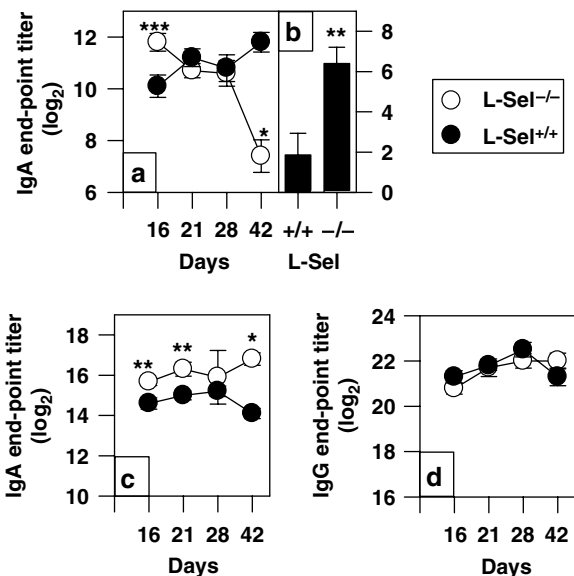 IgA end-point titer
(log2)
12
10
8
6
***
*
a
16 21 28 42
Days
b
**
8
6
4
2
0
+/+ −/−
L-Sel
L-Sel−/−
L-Sel+/+
IgA end-point titer
(log2)
18
16
14
12
10
** ** *
c
16 21 28 42
Days
IgG end-point titer
(log2)
24
22
20
18
16
d
16 21 28 42
Days